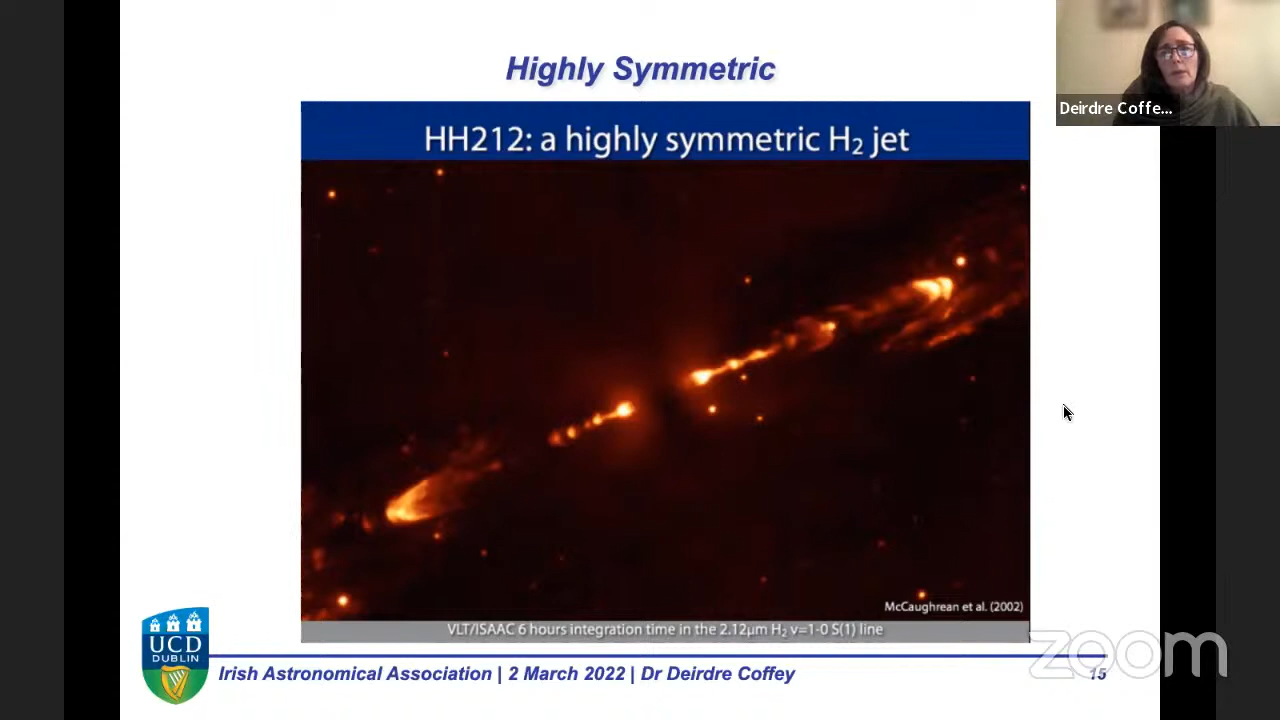 Highly Symmetric
Deirdre Coffe...
HH212: a highly symmetric H₂ jet
McCaughrean et al. (2002)
VLT/ISAAC 6 hours integration time in the 2.12µm H₂ v=1-0 S(1) line
UCD
DUBLIN
Irish Astronomical Association | 2 March 2022 | Dr Deirdre Coffey
15
zoom